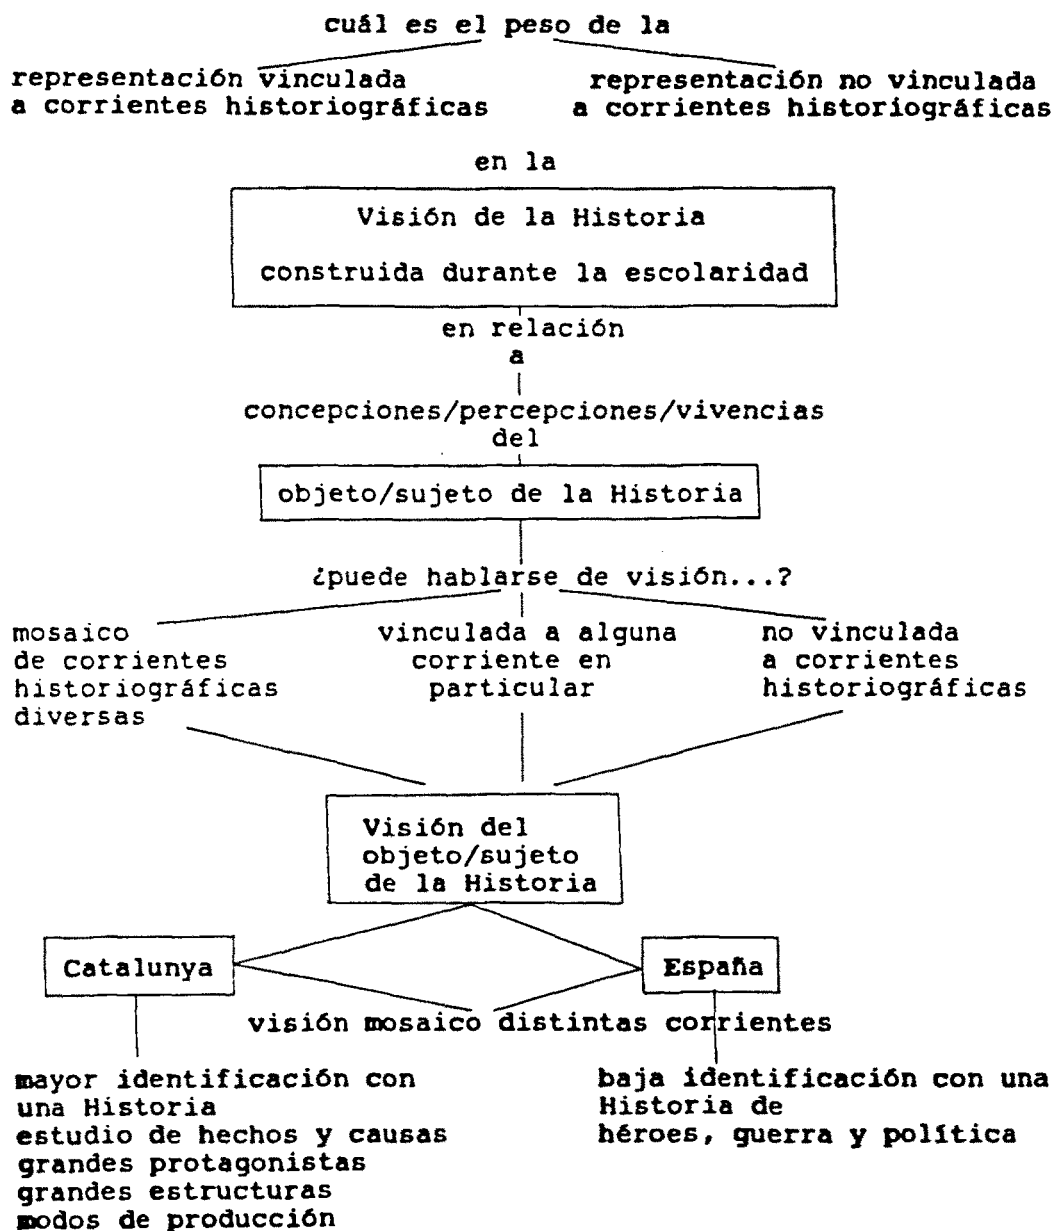 cuál es el peso de la
representación vinculada
a corrientes historiográficas
representación no vinculada
a corrientes historiográficas
en la
Visión de la Historia
construida durante la escolaridad
en relación
a
concepciones/percepciones/vivencias
del
objeto/sujeto de la Historia
¿puede hablarse de visión...?
mosaico
de corrientes
historiográficas
diversas
vinculada a alguna
corriente en
particular
no vinculada
a corrientes
historiográficas
Visión del
objeto/sujeto
de la Historia
Catalunya
España
visión mosaico distintas corrientes
mayor identificación con
una Historia
estudio de hechos y causas
grandes protagonistas
grandes estructuras
modos de producción
baja identificación con una
Historia de
héroes, guerra y política